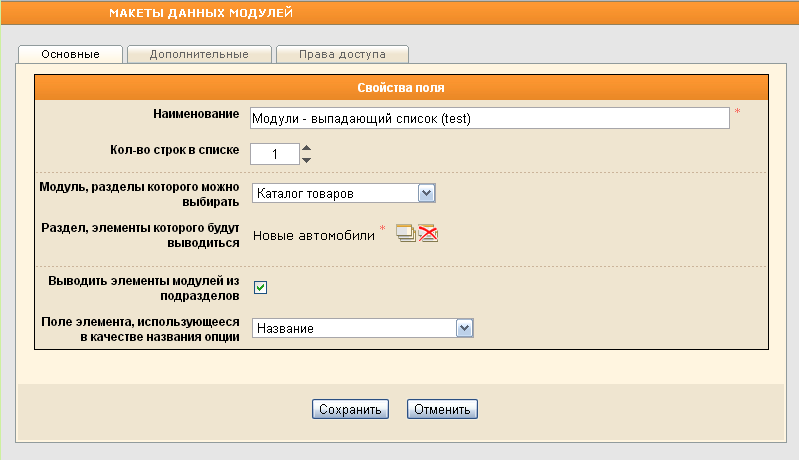 МАКЕТЫ ДАННЫХ МОДУЛЕЙ
Основные Дополнительные Права доступа
Свойства поля
Наименование Модули - выпадающий список (test) *
Кол-во строк в списке 1
Модуль, разделы которого можно
выбирать Каталог товаров
Раздел, элементы которого будут
выводиться Новые автомобили *
Выводить элементы модулей из
подразделов
Поле элемента, использующееся
в качестве названия опции Название
Сохранить Отменить